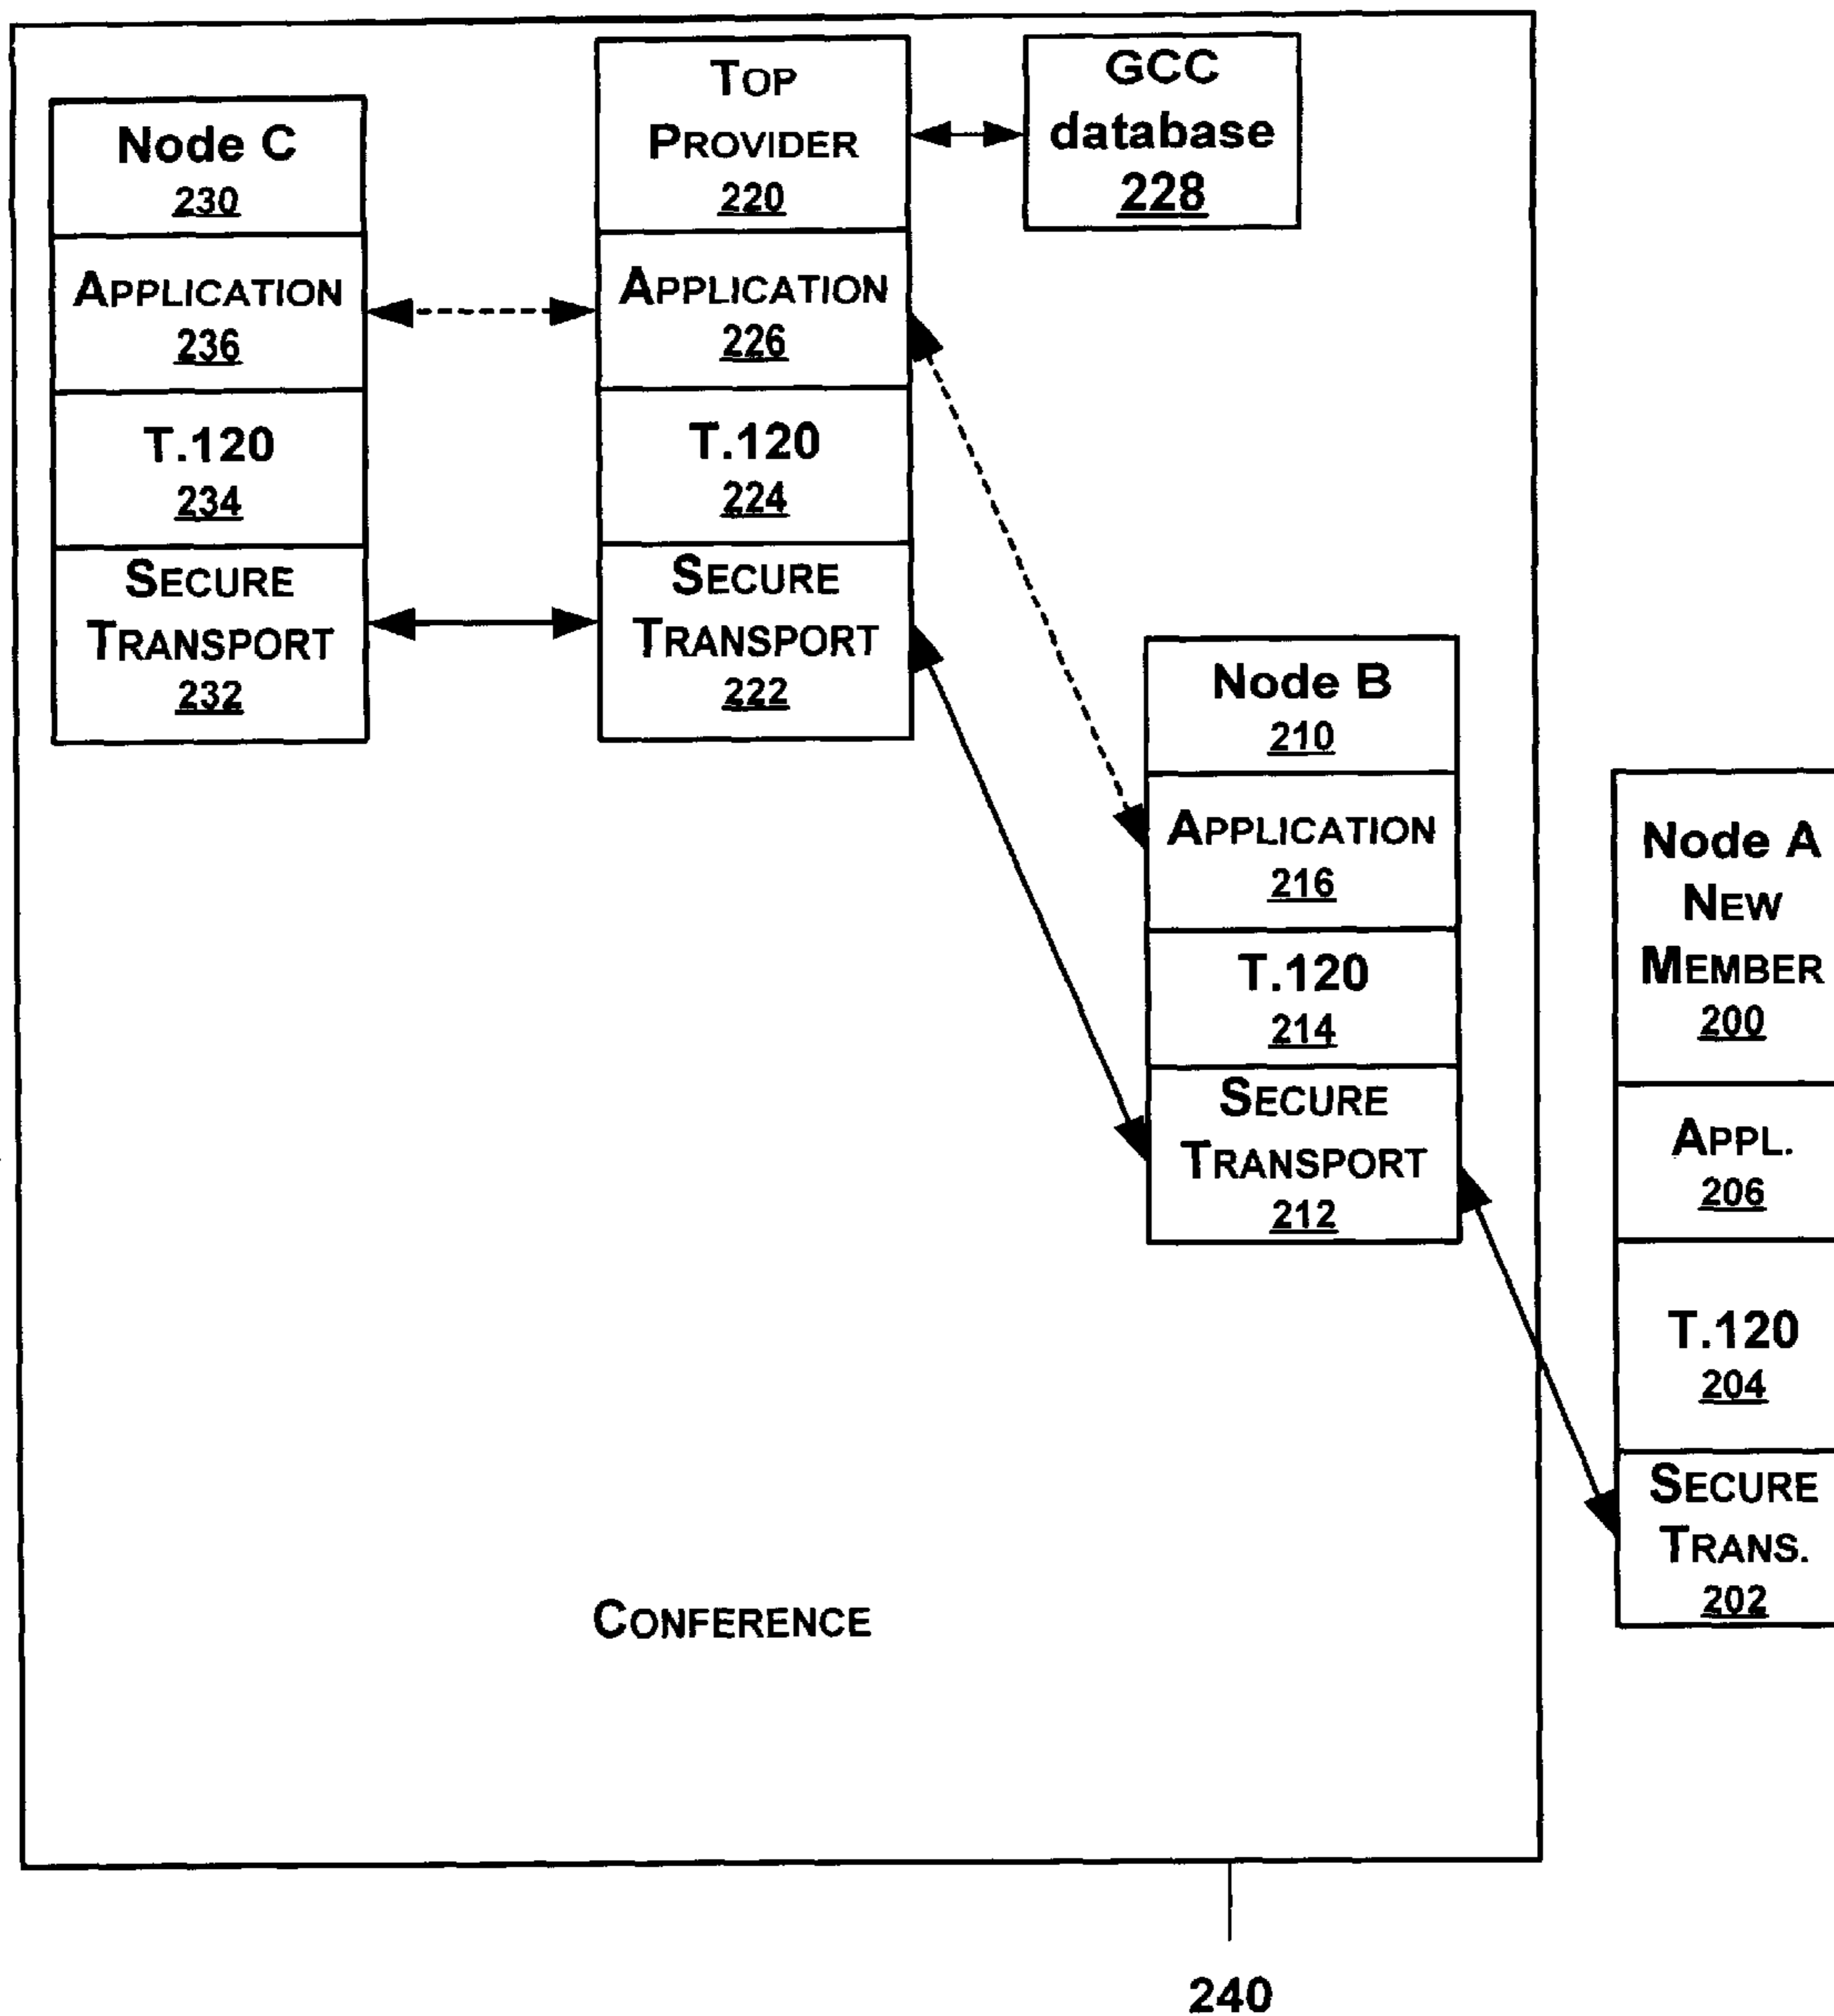 Node C
230
APPLICATION
236
T.120
234
SECURE
TRANSPORT
232
TOP
PROVIDER
220
APPLICATION
226
T.120
224
SECURE
TRANSPORT
222
GCC
database
228
Node B
210
APPLICATION
216
T.120
214
SECURE
TRANSPORT
212
Node A
NEW
MEMBER
200
APPL.
206
T.120
204
SECURE
TRANS.
202
CONFERENCE
240